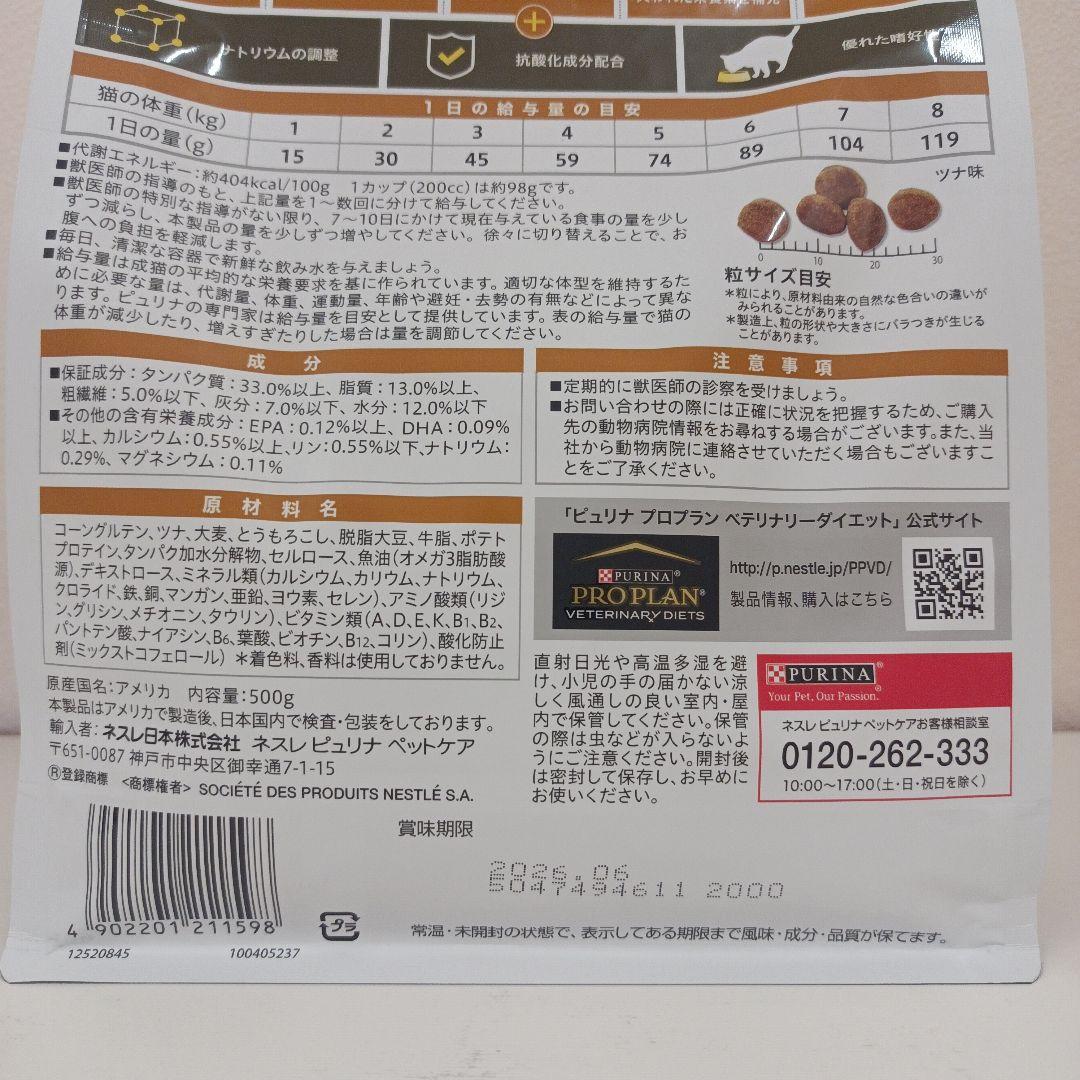 ナトリウムの調整
抗酸化成分配合
優れた嗜好性
1日の給与量の目安
猫の体重(kg) 1 2 3 4 5 6 7 8
1日の量(g) 15 30 45 59 74 89 104 119
■代謝エネルギー：約404kcal/100g 1カップ(200cc)は約98gです。
■獣医師の指導のもと、上記量を1〜数回に分けて給与してください。
■獣医師の特別な指導がない限り、7〜10日にかけて現在与えている食事の量を少し
ずつ減らし、本製品の量を少しずつ増やしてください。徐々に切り替えることで、お
腹への負担を軽減します。
■毎日、清潔な容器で新鮮な飲み水を与えましょう。
■給与量は成猫の平均的な栄養要求を基に作られています。適切な体型を維持するた
めに必要な量は、代謝量、体重、運動量、年齢や避妊・去勢の有無などによって異な
ります。ピュリナの専門家は給与量を目安として提供しています。表の給与量で猫の
体重が減少したり、増えすぎたりした場合は量を調節してください。
ツナ味
0 10 20 30
粒サイズ目安
＊粒により、原材料由来の自然な色合いの違いが
みられることがあります。
＊製造上、粒の形状や大きさにバラつきが生じる
ことがあります。
成分
■保証成分：タンパク質：33.0%以上、脂質：13.0%以上、
粗繊維：5.0%以下、灰分：7.0%以下、水分：12.0%以下
■その他の含有栄養成分：EPA：0.12%以上、DHA：0.09%
以上、カルシウム：0.55%以上、リン：0.55%以下、ナトリウム：
0.29%、マグネシウム：0.11%
注意事項
■定期的に獣医師の診察を受けましょう。
■お問い合わせの際には正確に状況を把握するため、ご購入
先の動物病院情報をお尋ねする場合がございます。また、当
社から動物病院に連絡させていただく場合もございますこ
とをご了承ください。
原材料名
コーングルテン、ツナ、大麦、とうもろこし、脱脂大豆、牛脂、ポテト
プロテイン、タンパク加水分解物、セルロース、魚油(オメガ3脂肪酸
源)、デキストロース、ミネラル類(カルシウム、カリウム、ナトリウム、
クロライド、鉄、銅、マンガン、亜鉛、ヨウ素、セレン)、アミノ酸類(リジ
ン、グリシン、メチオニン、タウリン)、ビタミン類(A、D、E、K、B1、B2、
パントテン酸、ナイアシン、B6、葉酸、ビオチン、B12、コリン)、酸化防止
剤(ミックストコフェロール) ＊着色料、香料は使用しておりません。
「ピュリナ プロプラン ベテリナリーダイエット」公式サイト
PURINA®
PRO PLAN®
VETERINARY DIETS
http://p.nestle.jp/PPVD/
製品情報、購入はこちら
原産国名：アメリカ 内容量：500g
本製品はアメリカで製造後、日本国内で検査・包装をしております。
輸入者：ネスレ日本株式会社 ネスレ ピュリナ ペットケア
〒651-0087 神戸市中央区御幸通7-1-15
®登録商標 <商標権者> SOCIÉTÉ DES PRODUITS NESTLÉ S.A.
直射日光や高温多湿を避
け、小児の手の届かない涼
しく風通しの良い室内・屋
内で保管してください。保管
の際は虫などが入らないよ
うにご注意ください。開封後
は密封して保存し、お早めに
お使いください。
PURINA®
Your Pet, Our Passion.®
ネスレ ピュリナペットケアお客様相談室
0120-262-333
10:00〜17:00(土・日・祝日を除く)
賞味期限
2026.06
5047494611 2000
4 902201 211598
プラ
常温・未開封の状態で、表示してある期限まで風味・成分・品質が保てます。
12520845 100405237